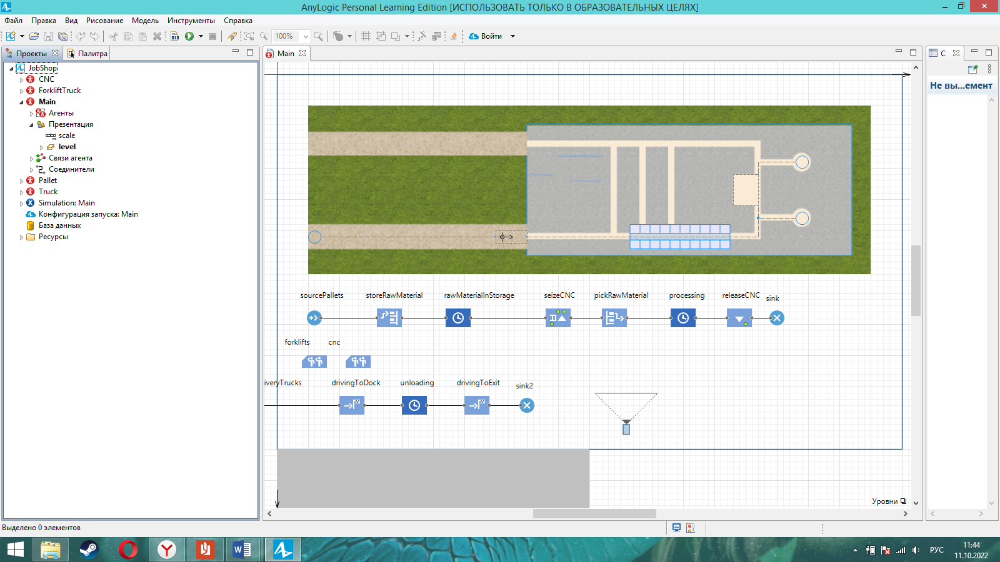 AnyLogic Personal Learning Edition [ИСПОЛЬЗОВАТЬ ТОЛЬКО В ОБРАЗОВАТЕЛЬНЫХ ЦЕЛЯХ]
Файл Правка Вид Рисование Модель Инструменты Справка
100% Войти
Проекты Палитра
Main
С
JobShop
CNC
ForkliftTruck
Main
Агенты
Презентация
scale
level
Связи агента
Соединители
Pallet
Truck
Simulation: Main
Конфигурация запуска: Main
База данных
Ресурсы
Не вы...емент
sourcePallets storeRawMaterial rawMaterialInStorage seizeCNC pickRawMaterial processing releaseCNC sink
forklifts cnc
iveryTrucks drivingToDock unloading drivingToExit sink2
Уровни
Выделено 0 элементов
РУС
11:44
11.10.2022